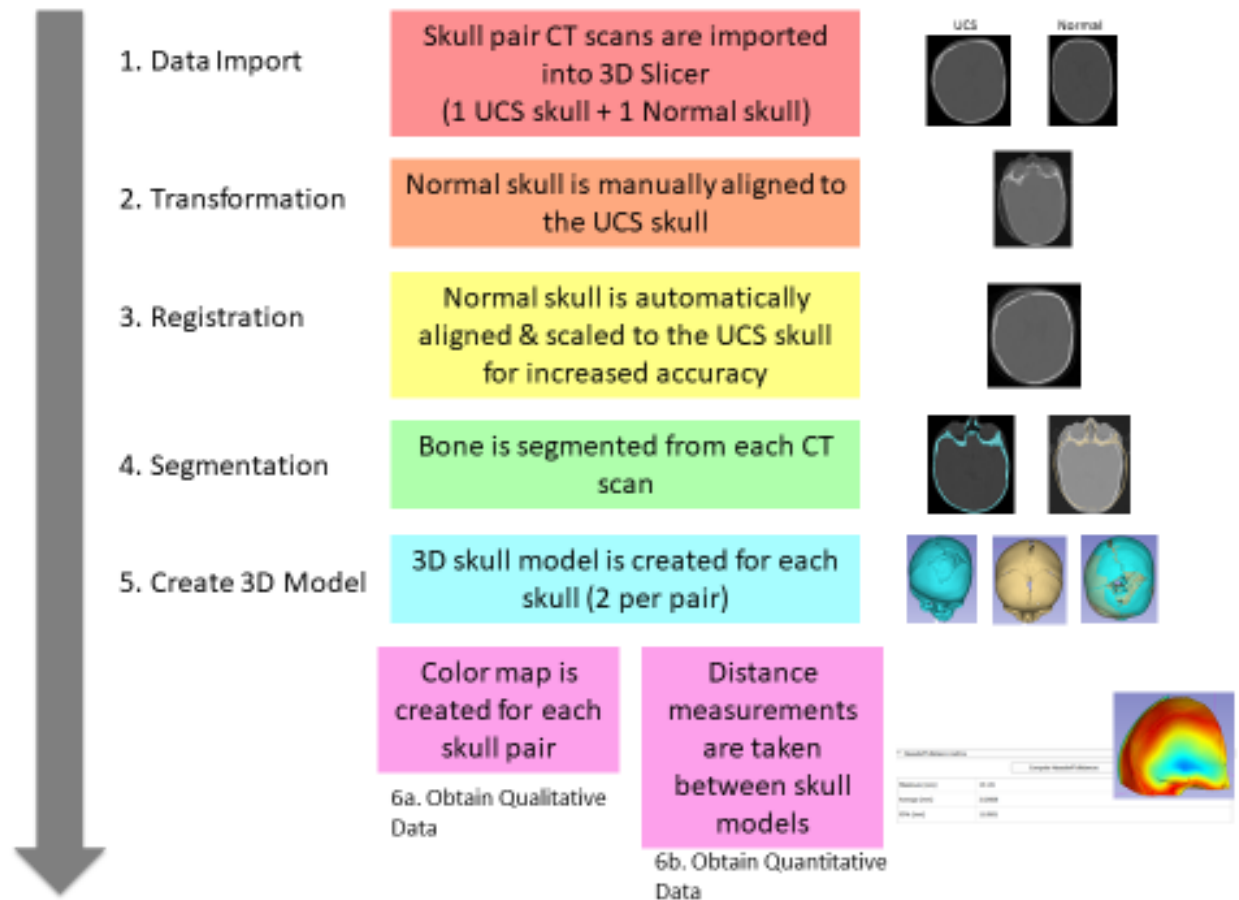 1. Data Import
Skull pair CT scans are imported
into 3D Slicer
(1 UCS skull + 1 Normal skull)
UCS
Normal
2. Transformation
Normal skull is manually aligned to
the UCS skull
3. Registration
Normal skull is automatically
aligned & scaled to the UCS skull
for increased accuracy
4. Segmentation
Bone is segmented from each CT
scan
5. Create 3D Model
3D skull model is created for each
skull (2 per pair)
Color map is
created for each
skull pair
6a. Obtain Qualitative
Data
Distance
measurements
are taken
between skull
models
6b. Obtain Quantitative
Data